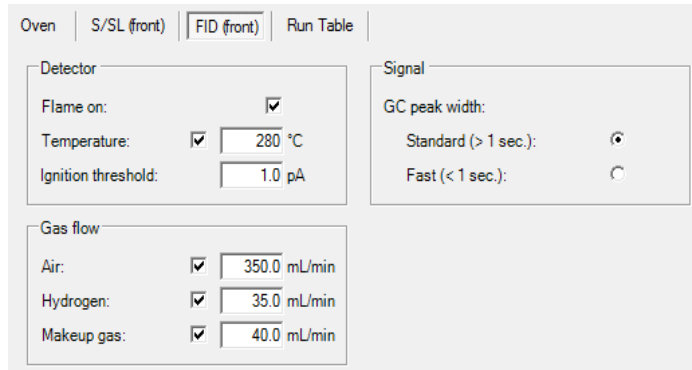 Oven S/SL (front) FID (front) Run Table
Detector
Flame on:
Temperature: 280 °C
Ignition threshold: 1.0 pA
Signal
GC peak width:
Standard (> 1 sec.):
Fast (< 1 sec.):
Gas flow
Air: 350.0 mL/min
Hydrogen: 35.0 mL/min
Makeup gas: 40.0 mL/min